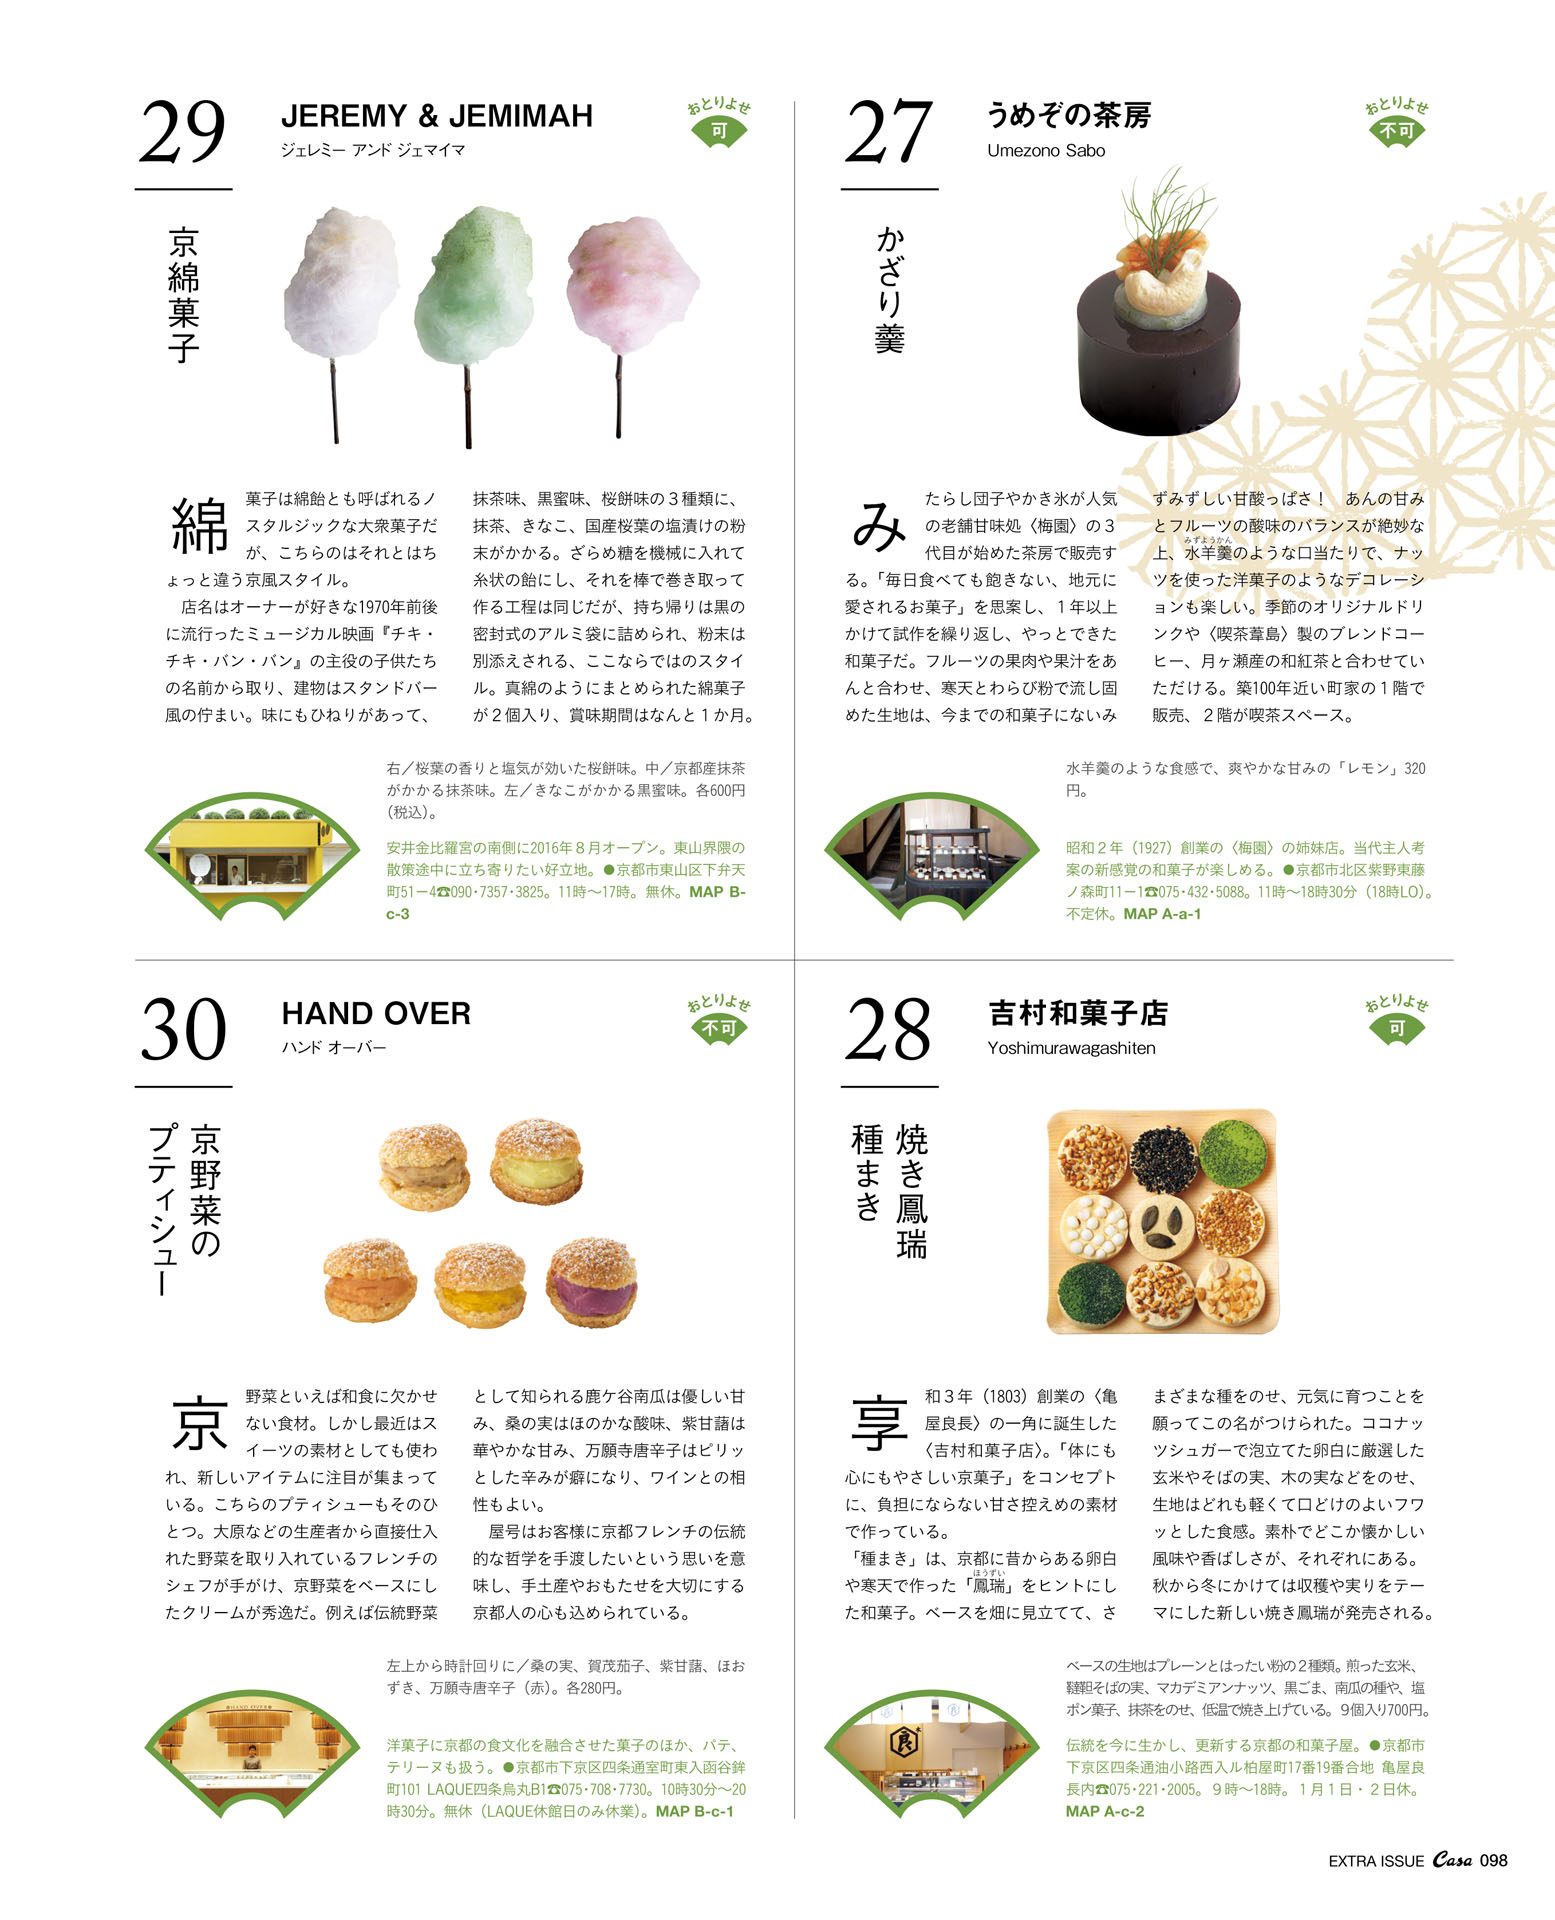 27
うめぞの茶房
Umezono Sabo
おとりよせ
不可
かざり羹
み
たらし団子やかき氷が人気
の老舗甘味処〈梅園〉の３
代目が始めた茶房で販売す
る。「毎日食べても飽きない、地元に
愛されるお菓子」を思案し、１年以上
かけて試作を繰り返し、やっとできた
和菓子だ。フルーツの果肉や果汁をあ
んと合わせ、寒天とわらび粉で流し固
めた生地は、今までの和菓子にないみ
ずみずしい甘酸っぱさ！　あんの甘み
とフルーツの酸味のバランスが絶妙な
みずようかん
上、水羊羹のような口当たりで、ナッ
ツを使った洋菓子のようなデコレーシ
ョンも楽しい。季節のオリジナルドリ
ンクや〈喫茶葦島〉製のブレンドコー
ヒー、月ヶ瀬産の和紅茶と合わせてい
ただける。築100年近い町家の１階で
販売、２階が喫茶スペース。
水羊羹のような食感で、爽やかな甘みの「レモン」320
円。
昭和２年（1927）創業の〈梅園〉の姉妹店。当代主人考
案の新感覚の和菓子が楽しめる。●京都市北区紫野東藤
ノ森町11−1☎075･432･5088。11時〜18時30分（18時LO）。
不定休。MAP A-a-1
28
吉村和菓子店
Yoshimurawagashiten
おとりよせ
可
焼き鳳瑞
種まき
享
和３年（1803）創業の〈亀
屋良長〉の一角に誕生した
〈吉村和菓子店〉。「体にも
心にもやさしい京菓子」をコンセプト
に、負担にならない甘さ控えめの素材
で作っている。
「種まき」は、京都に昔からある卵白
ほうずい
や寒天で作った「鳳瑞」をヒントにし
た和菓子。ベースを畑に見立てて、さ
まざまな種をのせ、元気に育つことを
願ってこの名がつけられた。ココナッ
ツシュガーで泡立てた卵白に厳選した
玄米やそばの実、木の実などをのせ、
生地はどれも軽くて口どけのよいフワ
ッとした食感。素朴でどこか懐かしい
風味や香ばしさが、それぞれにある。
秋から冬にかけては収穫や実りをテー
マにした新しい焼き鳳瑞が発売される。
ベースの生地はプレーンとはったい粉の２種類。煎った玄米、
韃靼そばの実、マカデミアンナッツ、黒ごま、南瓜の種や、塩
ポン菓子、抹茶をのせ、低温で焼き上げている。９個入り700円。
良
伝統を今に生かし、更新する京都の和菓子屋。●京都市
下京区四条通油小路西入ル柏屋町17番19番合地 亀屋良
長内☎075･221･2005。９時〜18時。１月１日・２日休。
MAP A-c-2
29
JEREMY & JEMIMAH
ジェレミー アンド ジェマイマ
おとりよせ
可
京綿菓子
綿
菓子は綿飴とも呼ばれるノ
スタルジックな大衆菓子だ
が、こちらのはそれとはち
ょっと違う京風スタイル。
　店名はオーナーが好きな1970年前後
に流行ったミュージカル映画『チキ・
チキ・バン・バン』の主役の子供たち
の名前から取り、建物はスタンドバー
風の佇まい。味にもひねりがあって、
抹茶味、黒蜜味、桜餅味の３種類に、
抹茶、きなこ、国産桜葉の塩漬けの粉
末がかかる。ざらめ糖を機械に入れて
糸状の飴にし、それを棒で巻き取って
作る工程は同じだが、持ち帰りは黒の
密封式のアルミ袋に詰められ、粉末は
別添えされる、ここならではのスタイ
ル。真綿のようにまとめられた綿菓子
が２個入り、賞味期間はなんと１か月。
右／桜葉の香りと塩気が効いた桜餅味。中／京都産抹茶
がかかる抹茶味。左／きなこがかかる黒蜜味。各600円
（税込）。
安井金比羅宮の南側に2016年８月オープン。東山界隈の
散策途中に立ち寄りたい好立地。●京都市東山区下弁天
町51−4☎090･7357･3825。11時〜17時。無休。MAP B-
c-3
30
HAND OVER
ハンド オーバー
おとりよせ
不可
京野菜の
プティシュー
京
野菜といえば和食に欠かせ
ない食材。しかし最近はス
イーツの素材としても使わ
れ、新しいアイテムに注目が集まって
いる。こちらのプティシューもそのひ
とつ。大原などの生産者から直接仕入
れた野菜を取り入れているフレンチの
シェフが手がけ、京野菜をベースにし
たクリームが秀逸だ。例えば伝統野菜
として知られる鹿ケ谷南瓜は優しい甘
み、桑の実はほのかな酸味、紫甘藷は
華やかな甘み、万願寺唐辛子はピリッ
とした辛みが癖になり、ワインとの相
性もよい。
　屋号はお客様に京都フレンチの伝統
的な哲学を手渡したいという思いを意
味し、手土産やおもたせを大切にする
京都人の心も込められている。
左上から時計回りに／桑の実、賀茂茄子、紫甘藷、ほお
ずき、万願寺唐辛子（赤）。各280円。
HAND OVER
洋菓子に京都の食文化を融合させた菓子のほか、パテ、
テリーヌも扱う。●京都市下京区四条通室町東入函谷鉾
町101 LAQUE四条烏丸B1☎075･708･7730。10時30分〜20
時30分。無休（LAQUE休館日のみ休業）。MAP B-c-1
EXTRA ISSUE Casa 098